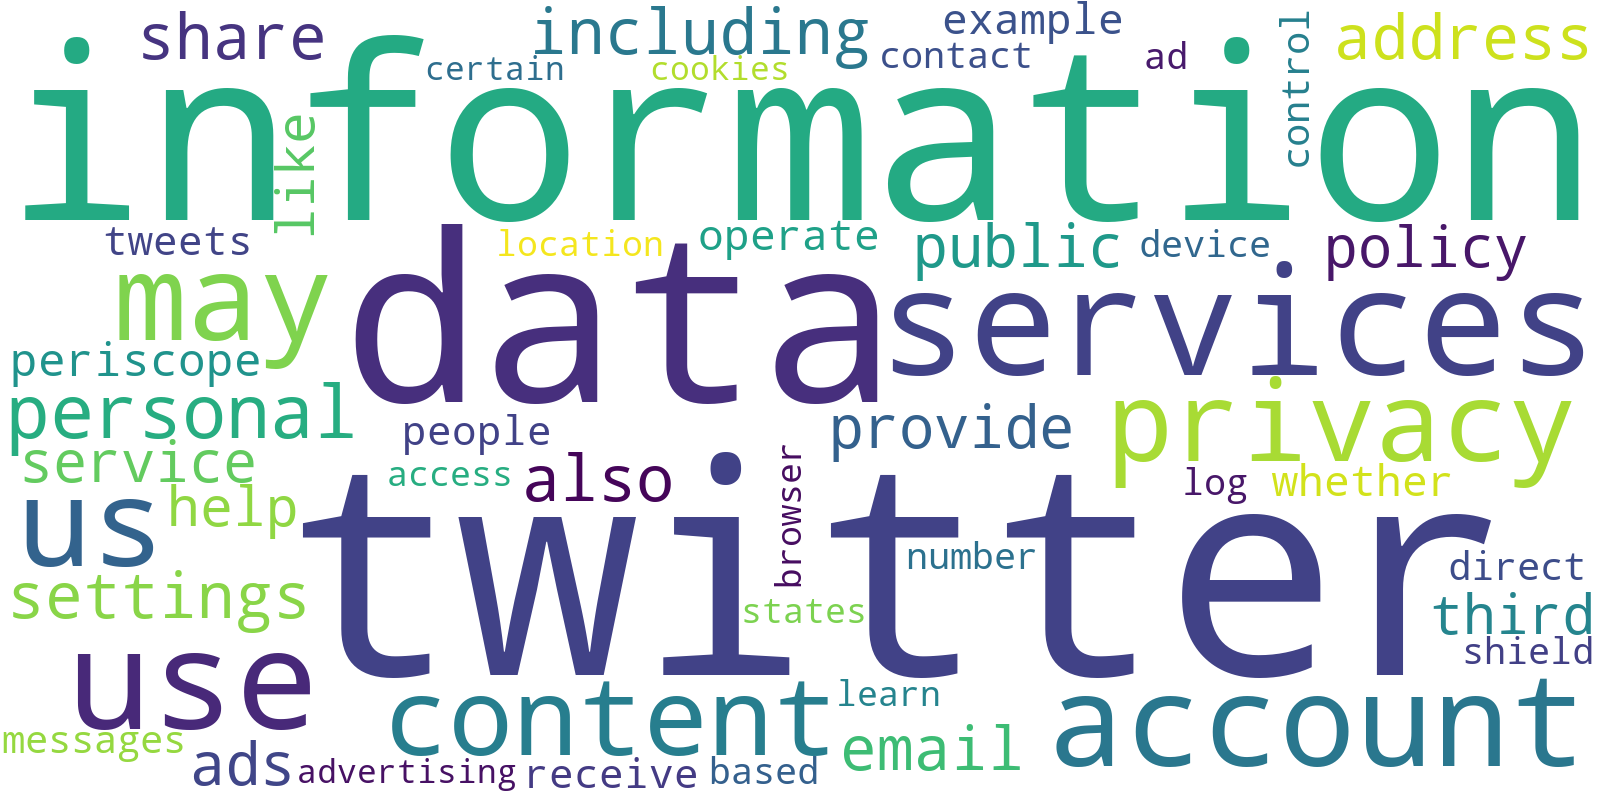 share
including
example
address
certain
cookies
contact
ad
control
information
like
tweets
location
operate
public
device
policy
may
data
services
periscope
personal
people
provide
privacy
service
access
also
browser
log
whether
us
help
twitter
number
direct
settings
states
third
shield
use
content
learn
account
messages
ads
advertising
receive
based
email